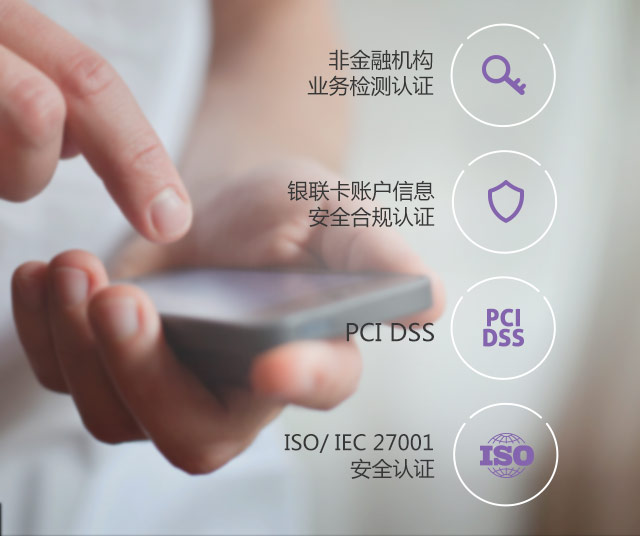 非金融机构
业务检测认证
银联卡账户信息
安全合规认证
PCI DSS
PCI
DSS
ISO/ IEC 27001
安全认证
ISO